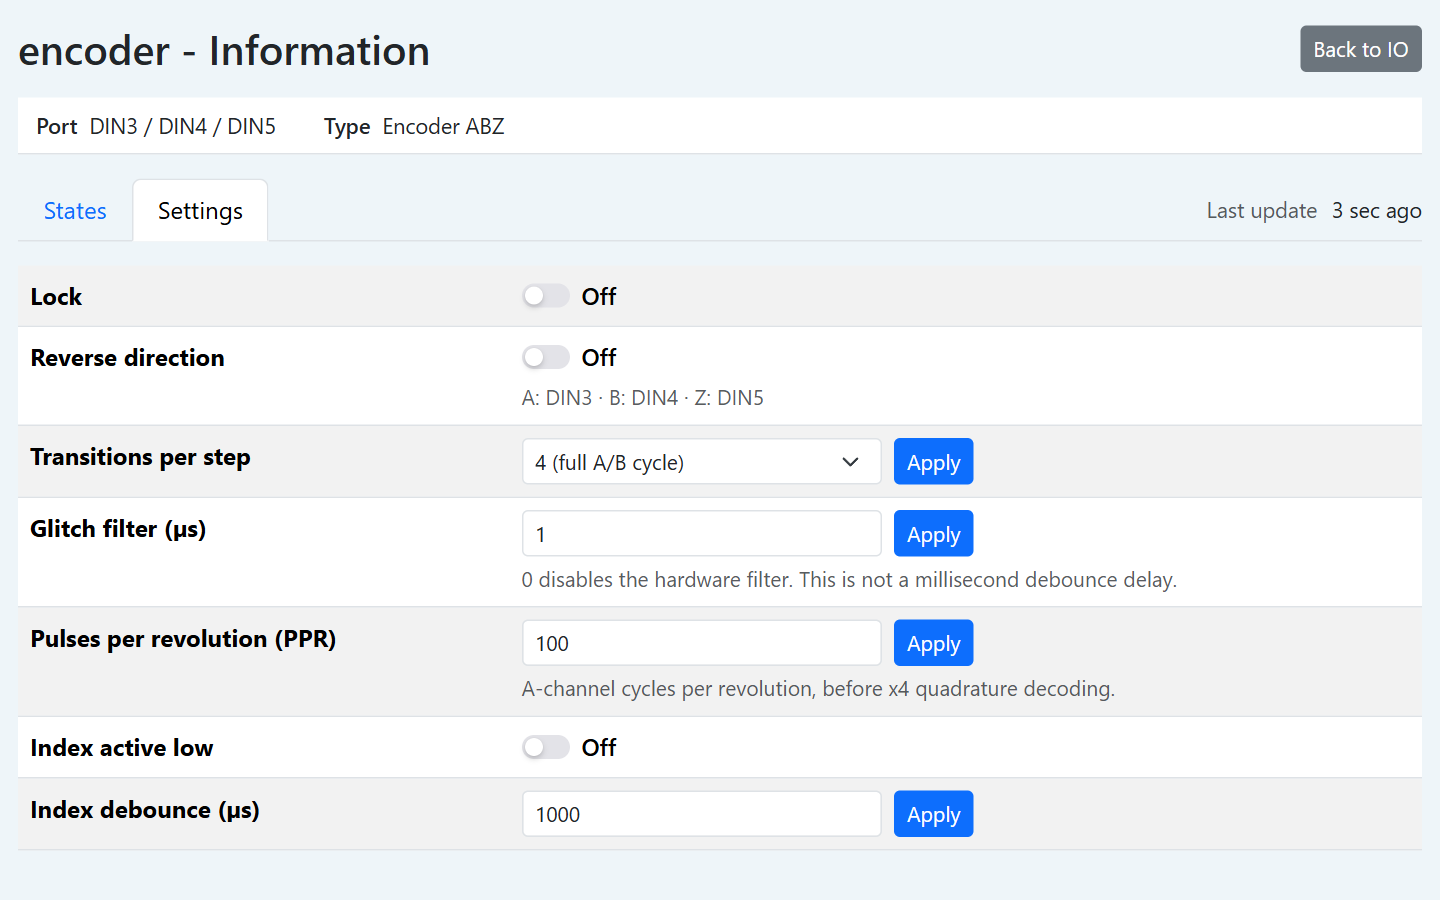 encoder - Information
Back to IO
Port DIN3 / DIN4 / DIN5 Type Encoder ABZ
States Settings Last update 3 sec ago
Lock Off
Reverse direction Off
A: DIN3 · B: DIN4 · Z: DIN5
Transitions per step 4 (full A/B cycle) Apply
Glitch filter (µs) 1 Apply
0 disables the hardware filter. This is not a millisecond debounce delay.
Pulses per revolution (PPR) 100 Apply
A-channel cycles per revolution, before x4 quadrature decoding.
Index active low Off
Index debounce (µs) 1000 Apply